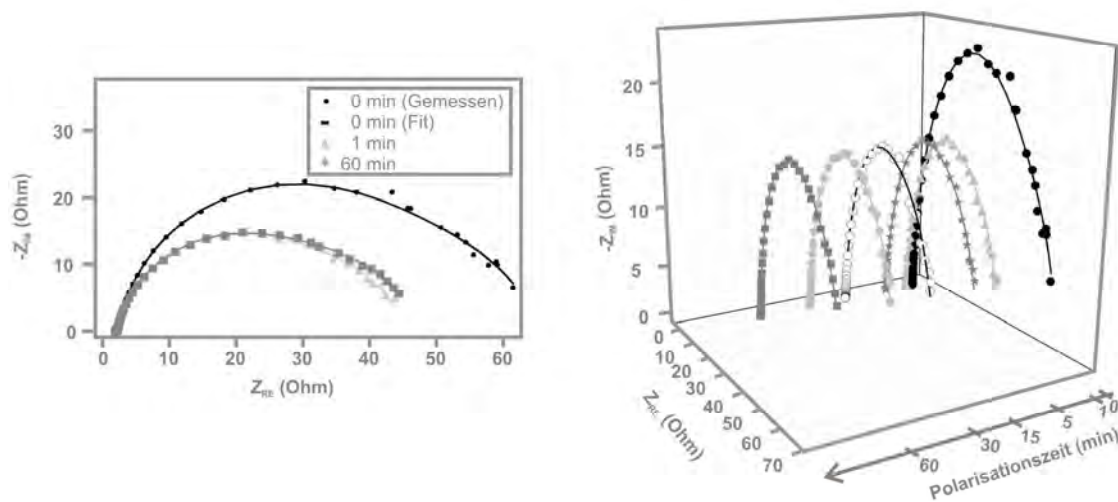 30
20
10
0
-Z_IM (Ohm)
0 min (Gemessen)
0 min (Fit)
1 min
60 min
0 10 20 30 40 50 60
Z_RE (Ohm)
20
15
10
5
0
-Z_IM (Ohm)
0
10
20
30
40
50
60
70
Z_RE (Ohm)
60 30 15 5 1 0
Polarisationszeit (min)